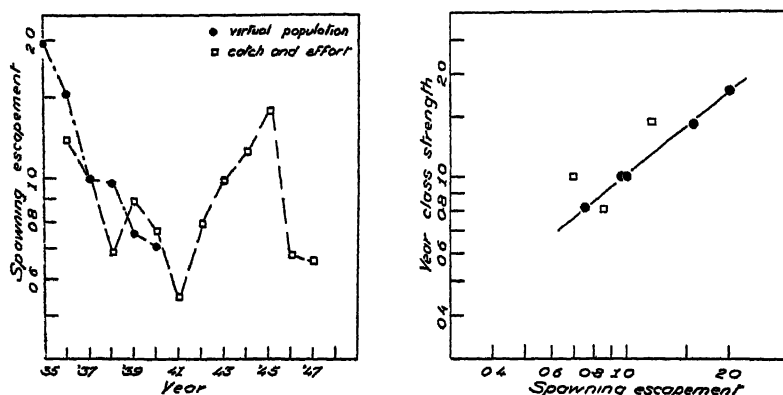 ● virtual population
□ catch and effort
Spawning escapement
2.0
1.0
0.8
0.6
'35 '37 '39 '41 '43 '45 '47
Year
Year class strength
2.0
1.0
0.8
0.6
0.4
0.4 0.6 0.8 1.0 2.0
Spawning escapement